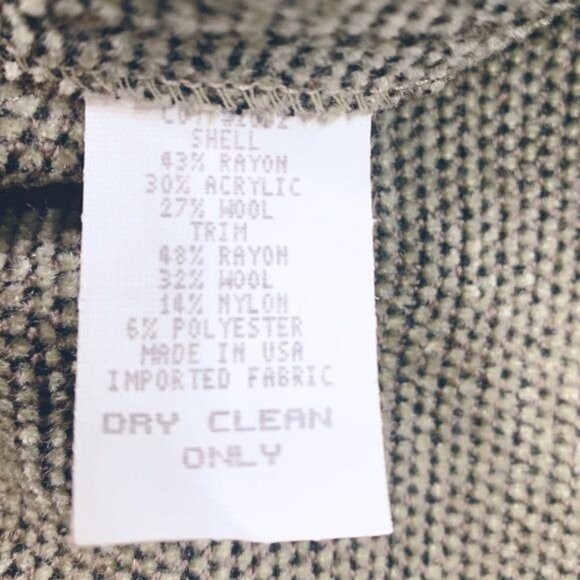 SHELL
43% RAYON
30% ACRYLIC
27% WOOL
TRIM
48% RAYON
32% WOOL
14% NYLON
6% POLYESTER
MADE IN USA
IMPORTED FABRIC
DRY CLEAN
ONLY